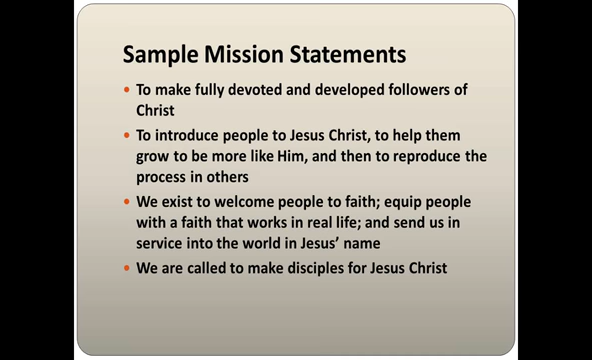 Sample Mission Statements
• To make fully devoted and developed followers of
Christ
• To introduce people to Jesus Christ, to help them
grow to be more like Him, and then to reproduce the
process in others
• We exist to welcome people to faith; equip people
with a faith that works in real life; and send us in
service into the world in Jesus’ name
• We are called to make disciples for Jesus Christ